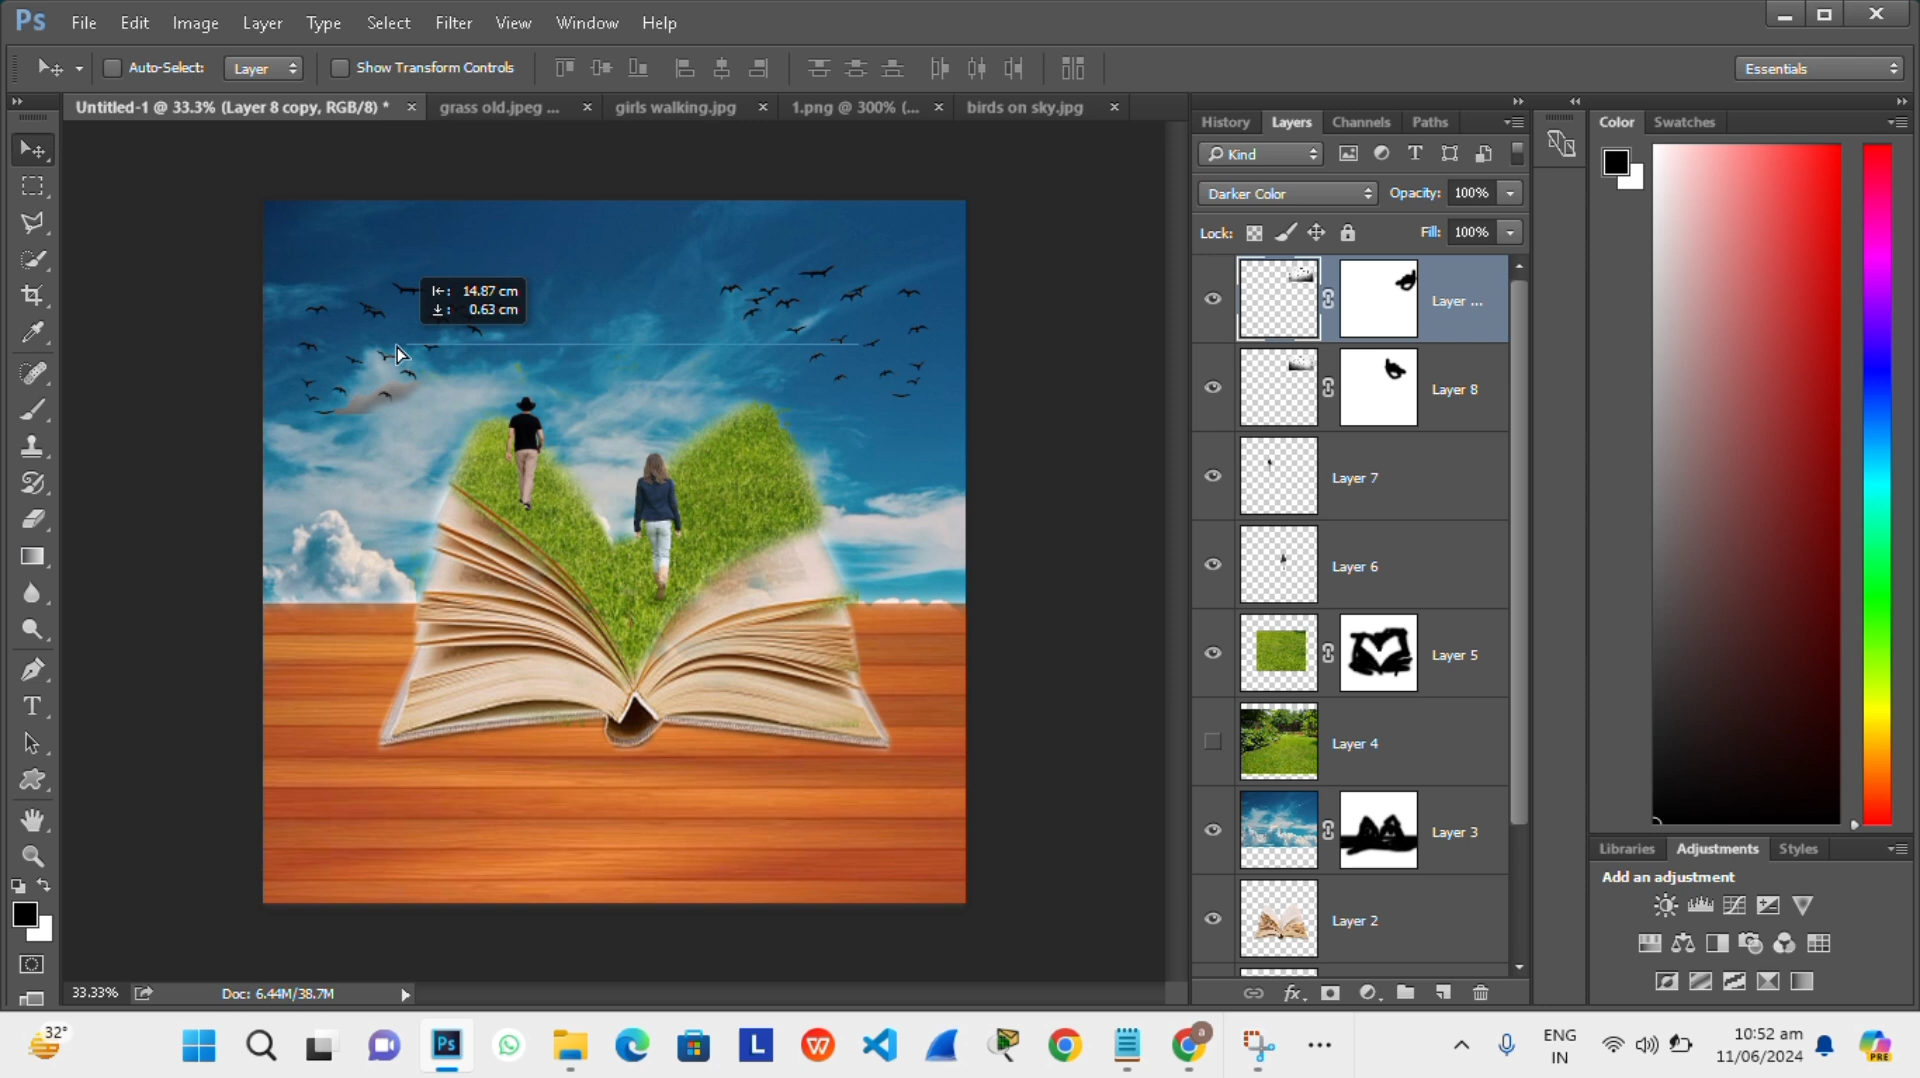 Ps File Edit Image Layer Type Select Filter View Window Help
Auto-Select: Layer Show Transform Controls Essentials
Untitled-1 @ 33.3% (Layer 8 copy, RGB/8) * × grass old.jpeg ... × girls walking.jpg × 1.png @ 300% (... × birds on sky.jpg ×
History Layers Channels Paths
Color Swatches
Kind
Darker Color Opacity: 100%
Lock: Fill: 100%
14.87 cm
0.63 cm
Layer ...
Layer 8
Layer 7
Layer 6
Layer 5
Layer 4
Layer 3
Layer 2
Libraries Adjustments Styles
Add an adjustment
33.33% Doc: 6.44M/38.7M
32°
ENG
IN
10:52 am
11/06/2024
PRE